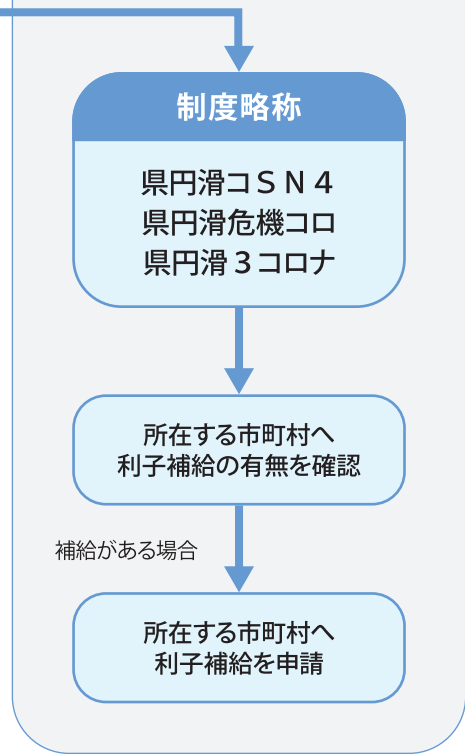 制度略称
県円滑コＳＮ４
県円滑危機コロ
県円滑３コロナ
所在する市町村へ
利子補給の有無を確認
補給がある場合
所在する市町村へ
利子補給を申請